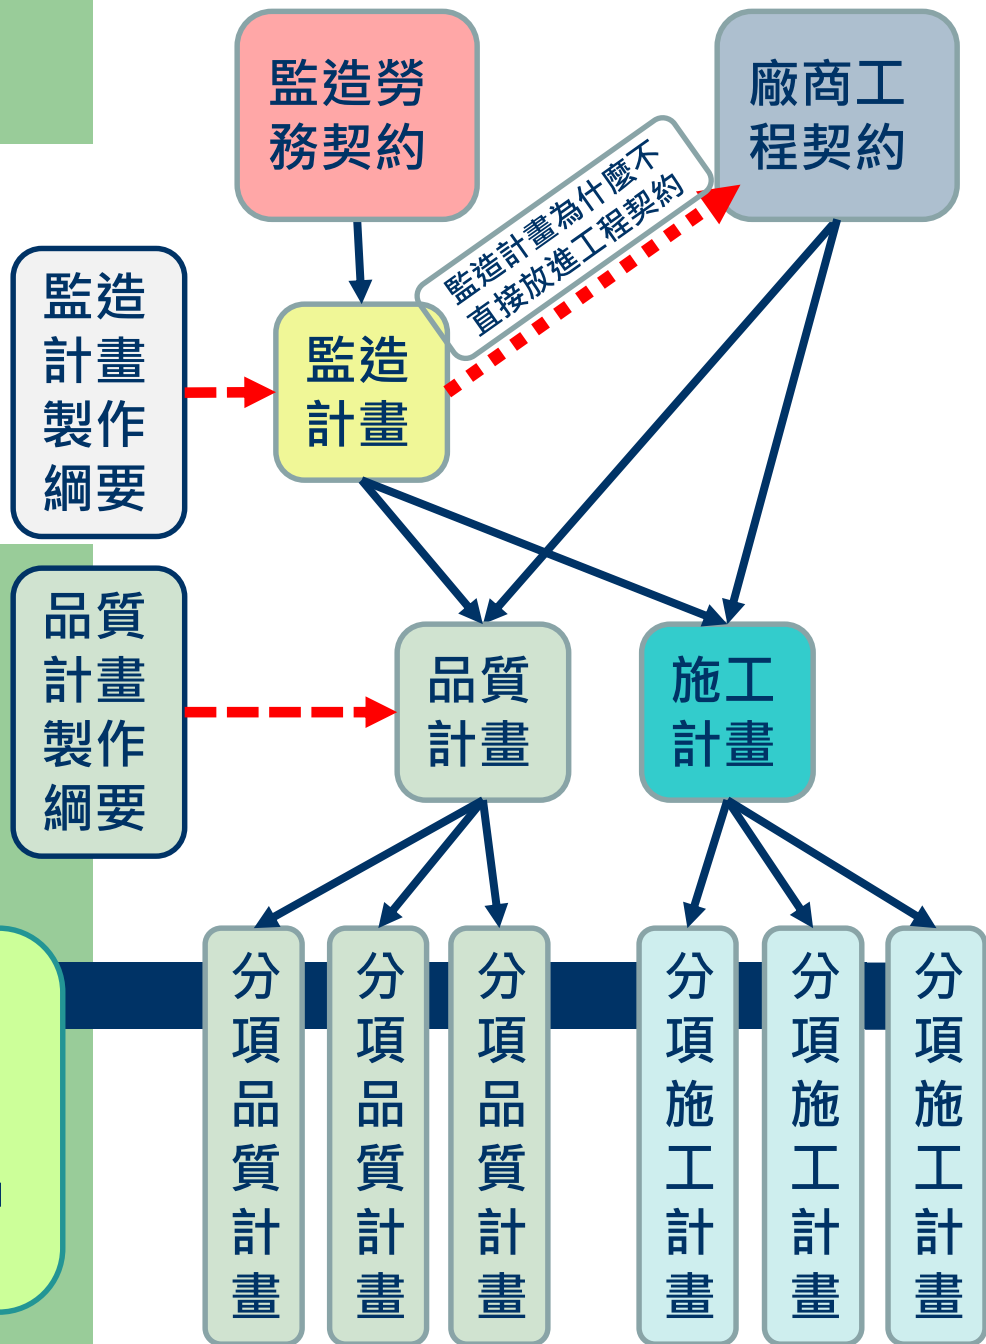 監造勞
務契約
廠商工
程契約
監造計畫為什麼不
直接放進工程契約
監造
計畫
製作
綱要
監造
計畫
品質
計畫
製作
綱要
品質
計畫
施工
計畫
分項品質計畫
分項品質計畫
分項品質計畫
分項施工計畫
分項施工計畫
分項施工計畫